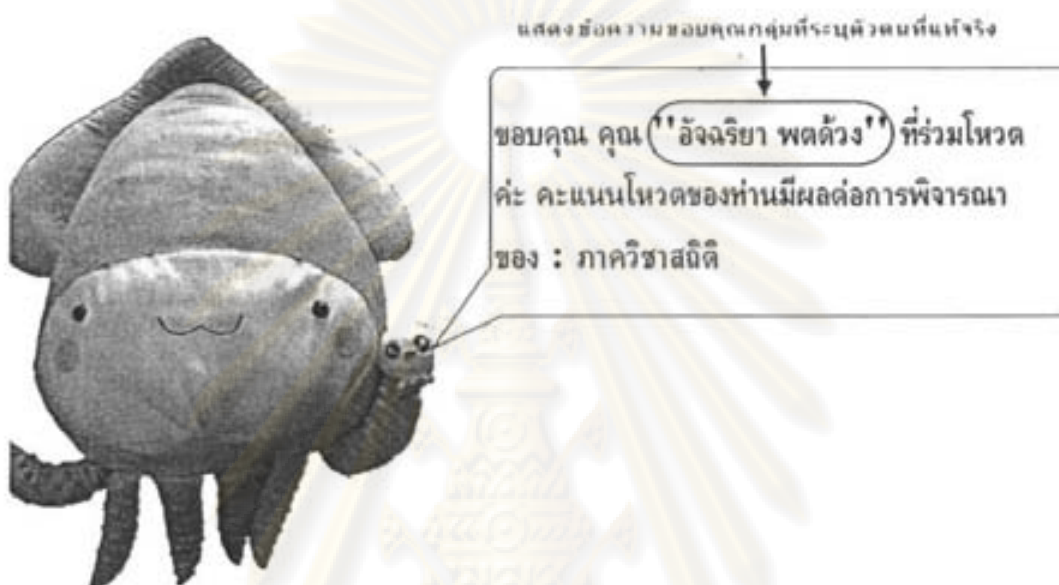 แสดงข้อความขอบคุณกลุ่มที่ระบุตัวตนที่แท้จริง
ขอบคุณ คุณ ''อัจฉริยา พตด้วง'' ที่ร่วมโหวต
ค่ะ คะแนนโหวตของท่านมีผลต่อการพิจารณา
ของ : ภาควิชาสถิติ